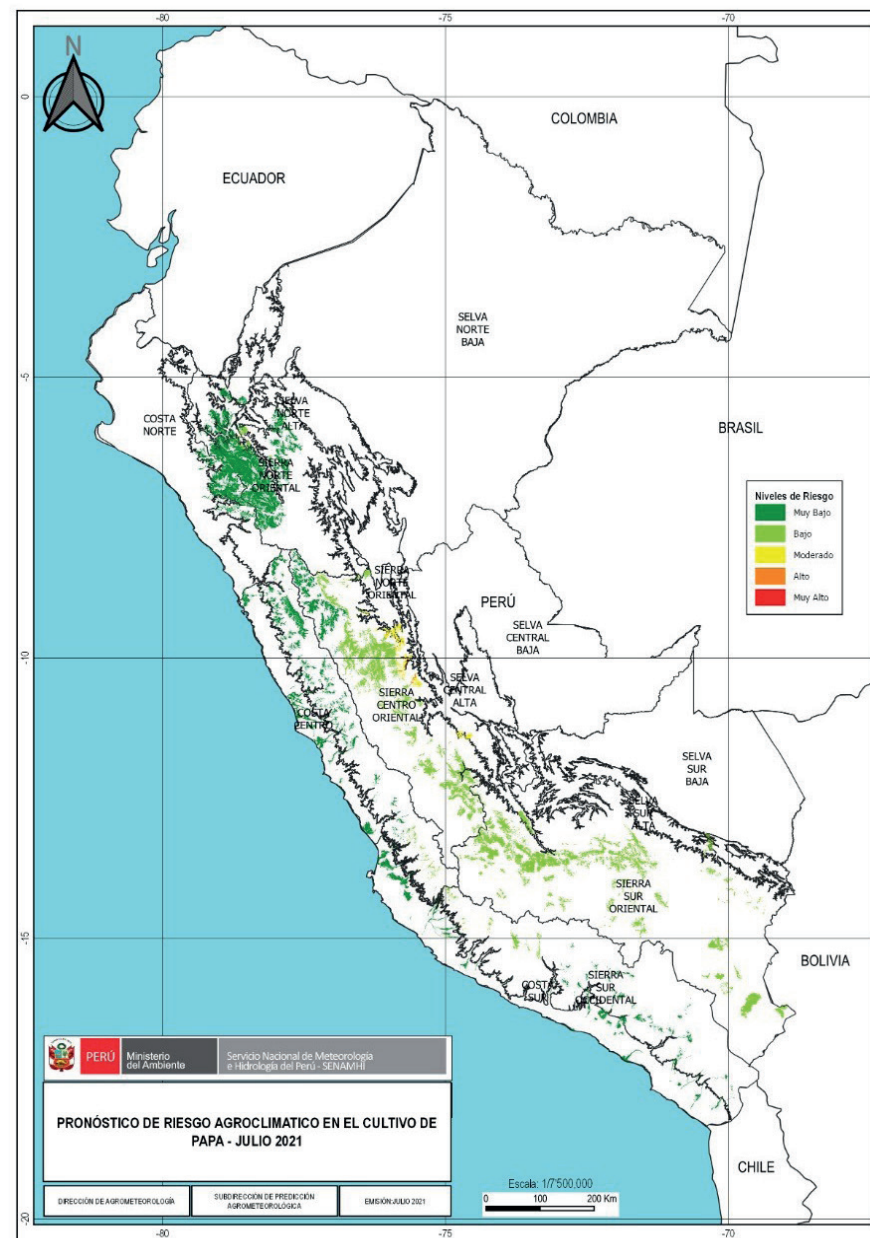 -80
-75
-70
N
0
COLOMBIA
ECUADOR
SELVA
NORTE
BAJA
-5
COSTA
NORTE
SELVA
NORTE
ALTA
BRASIL
SIERRA
NORTE
ORIENTAL
Niveles de Riesgo
Muy Bajo
Bajo
Moderado
Alto
Muy Alto
SIERRA
NORTE
ORIENTAL
PERÚ
SELVA
CENTRAL
BAJA
-10
SELVA
CENTRAL
ALTA
SIERRA
CENTRO
ORIENTAL
COSTA
CENTRO
SELVA
SUR
BAJA
SELVA
SUR
ALTA
SIERRA
SUR
ORIENTAL
-15
BOLIVIA
COSTA
SUR
SIERRA
SUR
OCCIDENTAL
PERÚ
Ministerio
del Ambiente
Servicio Nacional de Meteorología
e Hidrología del Perú - SENAMHI
PRONÓSTICO DE RIESGO AGROCLIMATICO EN EL CULTIVO DE
PAPA - JULIO 2021
DIRECCIÓN DE AGROMETEOROLOGÍA
SUBDIRECCIÓN DE PREDICCIÓN
AGROMETEOROLÓGICA
EMISIÓN:JULIO 2021
Escala: 1/7'500,000
0 100 200 Km
CHILE
-20
-80
-75
-70